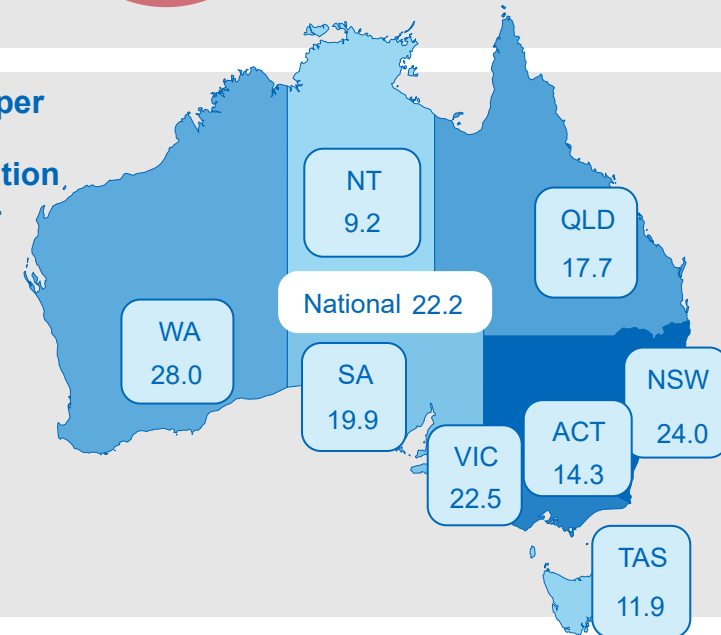 per
tion
NT
9.2
QLD
17.7
National 22.2
WA
28.0
SA
19.9
NSW
24.0
ACT
14.3
VIC
22.5
TAS
11.9